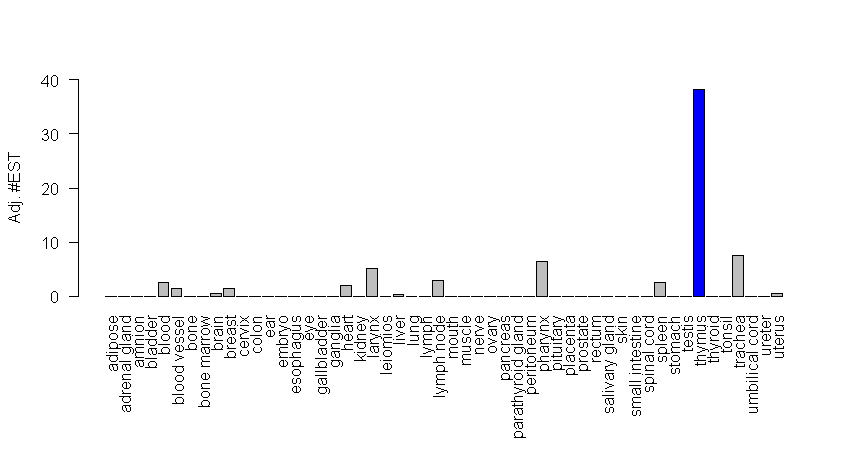 40
30
20
10
0
Adj. #EST
adipose
adrenal gland
amnion
bladder
blood
blood vessel
bone
bone marrow
brain
breast
cervix
colon
ear
embryo
esophagus
eye
gallbladder
ganglia
heart
kidney
larynx
leiomios
liver
lung
lymph
lymph node
mouth
muscle
nerve
ovary
pancreas
parathyroid gland
peritoneum
pharynx
pituitary
placenta
prostate
rectum
salivary gland
skin
small intestine
spinal cord
spleen
stomach
testis
thymus
thyroid
tonsil
trachea
umbilical cord
ureter
uterus